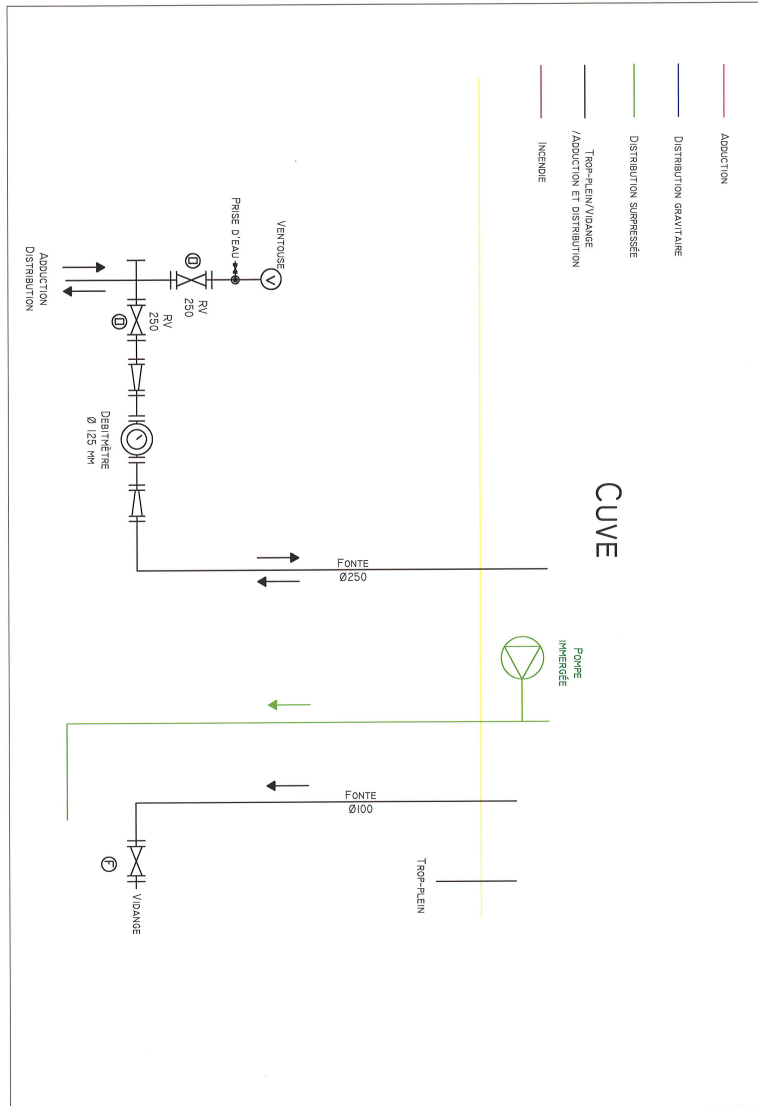 ADDUCTION
DISTRIBUTION GRAVITAIRE
DISTRIBUTION SURPRESSÉE
TROP-PLEIN/VIDANGE
/ADDUCTION ET DISTRIBUTION
INCENDIE
CUVE
POMPE
IMMERGÉE
VENTOUSE
V
PRISE D'EAU
RV
250
O
RV
250
O
ADDUCTION
DISTRIBUTION
DEBITMÈTRE
Ø 125 MM
FONTE
Ø250
FONTE
Ø100
TROP-PLEIN
F
VIDANGE